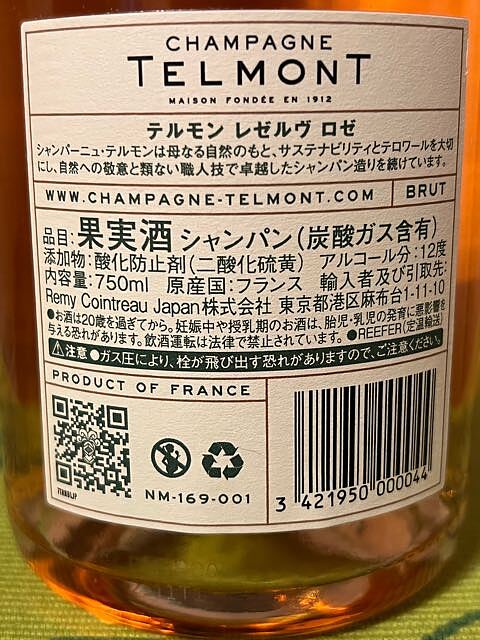 CHAMPAGNE
TELMONT
MAISON FONDÉE EN 1912
テルモン レゼルヴ ロゼ
シャンパーニュ・テルモンは母なる自然のもと、サステナビリティとテロワールを大切
にし、自然への敬意と類ない職人技で卓越したシャンパン造りを続けています。
WWW.CHAMPAGNE-TELMONT.COM BRUT
品目:果実酒 シャンパン(炭酸ガス含有)
添加物:酸化防止剤(二酸化硫黄) アルコール分:12度
内容量:750ml 原産国:フランス 輸入者及び引取先:
Remy Cointreau Japan株式会社 東京都港区麻布台1-11-10
●お酒は20歳を過ぎてから。妊娠中や授乳期のお酒は、胎児・乳児の発育に悪影響を
与える恐れがあります。飲酒運転は法律で禁止されています。●REEFER(定温輸送)
注意 ●ガス圧により、栓が飛び出す恐れがありますので、ご注意ください。
PRODUCT OF FRANCE
NM-169-001
3 421950 000044